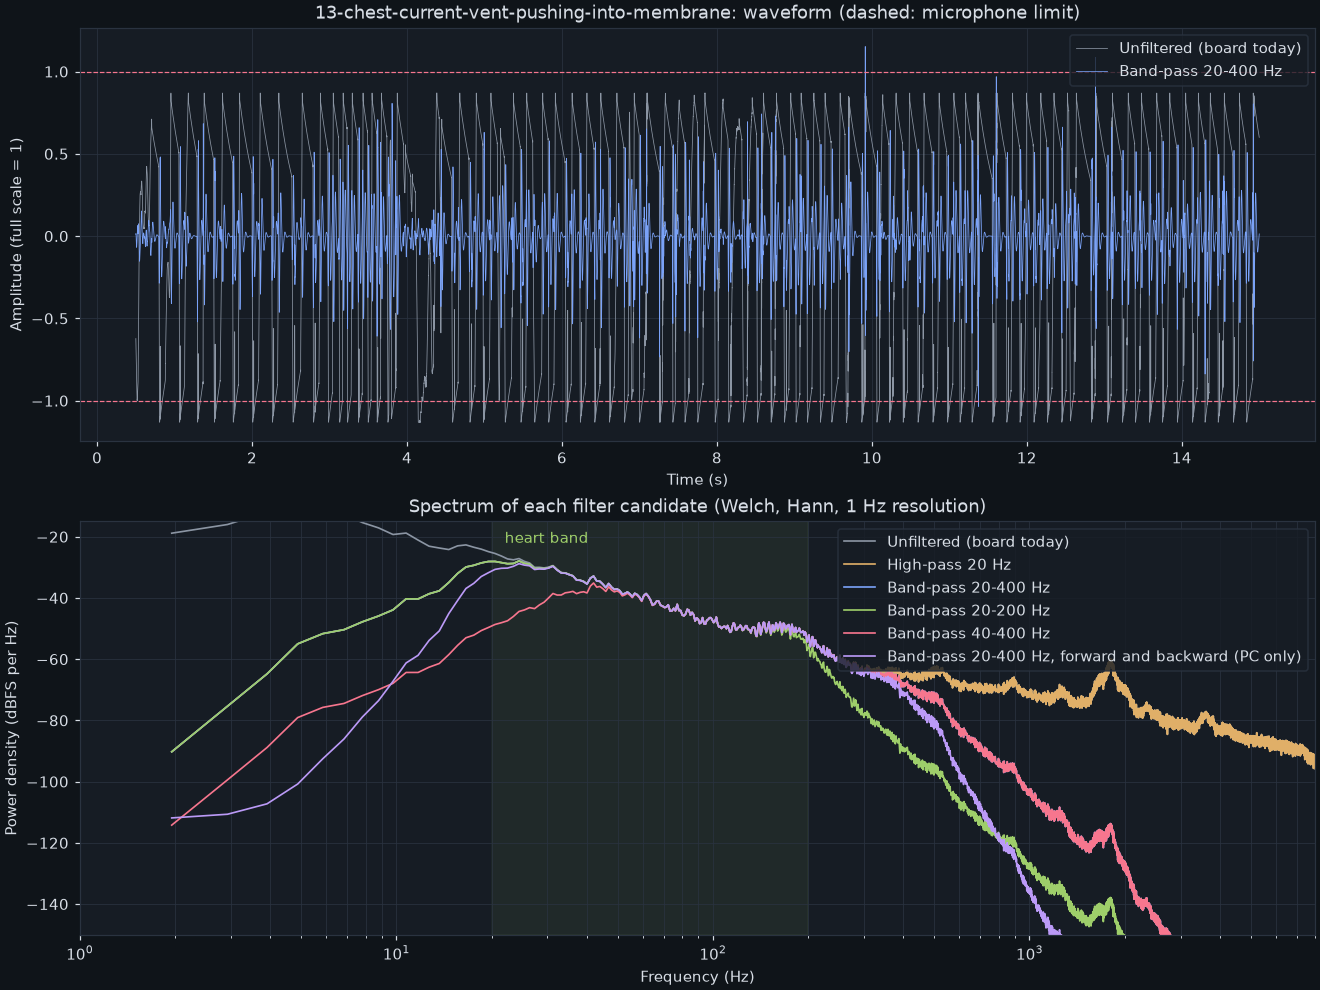 13-chest-current-vent-pushing-into-membrane: waveform (dashed: microphone limit)
Unfiltered (board today)
Band-pass 20-400 Hz
Amplitude (full scale = 1)
1.0
0.5
0.0
−0.5
−1.0
0 2 4 6 8 10 12 14
Time (s)
Spectrum of each filter candidate (Welch, Hann, 1 Hz resolution)
heart band
Unfiltered (board today)
High-pass 20 Hz
Band-pass 20-400 Hz
Band-pass 20-200 Hz
Band-pass 40-400 Hz
Band-pass 20-400 Hz, forward and backward (PC only)
Power density (dBFS per Hz)
−20
−40
−60
−80
−100
−120
−140
10⁰ 10¹ 10² 10³
Frequency (Hz)